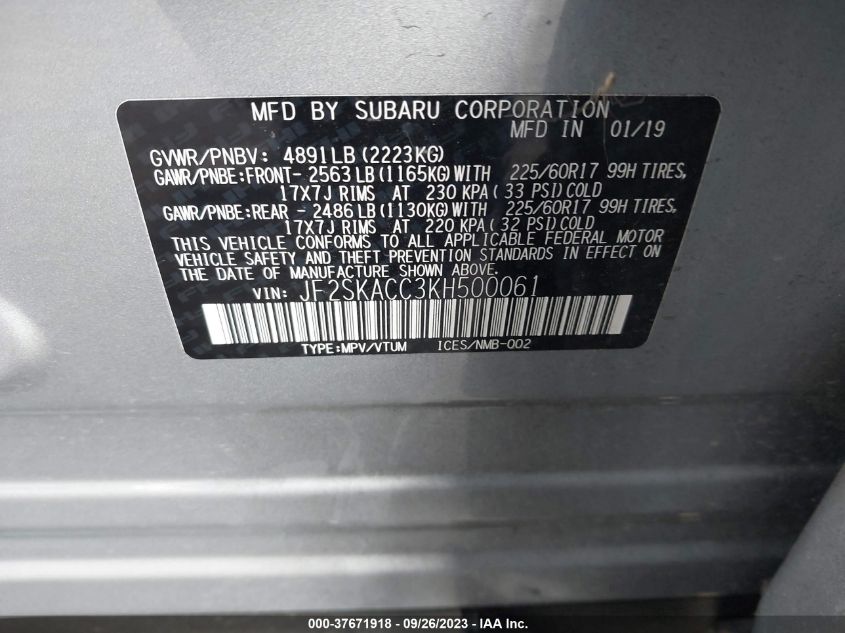 MFD BY SUBARU CORPORATION
MFD IN 01/19
GVWR/PNBV: 4891LB (2223KG)
GAWR/PNBE:FRONT- 2563LB (1165KG)WITH 225/60R17 99H TIRES,
17X7J RIMS AT 230 KPA( 33 PSI)COLD
GAWR/PNBE:REAR - 2486LB (1130KG)WITH 225/60R17 99H TIRES,
17X7J RIMS AT 220 KPA( 32 PSI)COLD
THIS VEHICLE CONFORMS TO ALL APPLICABLE FEDERAL MOTOR
VEHICLE SAFETY AND THEFT PREVENTION STANDARDS IN EFFECT ON
THE DATE OF MANUFACTURE SHOWN ABOVE.
VIN: JF2SKACC3KH500061
TYPE:MPV/VTUM ICES/NMB-002
000-37671918 - 09/26/2023 - IAA Inc.